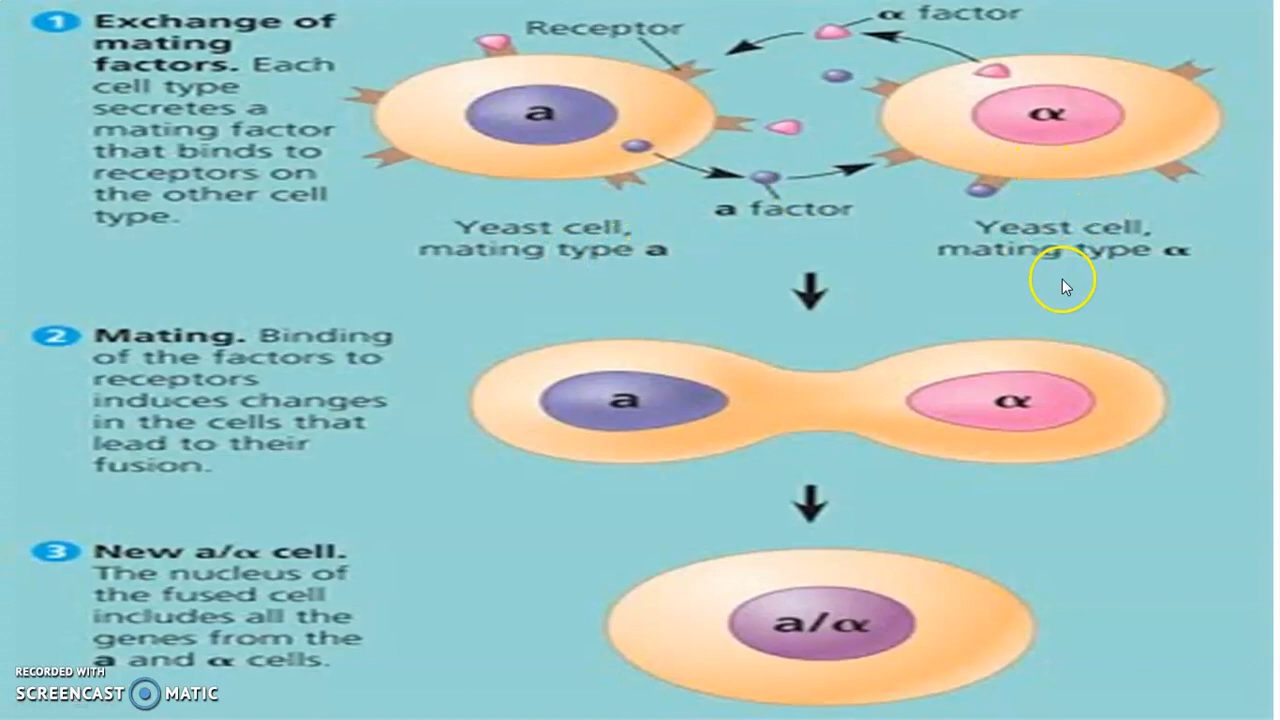 1 Exchange of
mating
factors. Each
cell type
secretes a
mating factor
that binds to
receptors on
the other cell
type.
Receptor
α factor
a
α
a factor
Yeast cell,
mating type a
Yeast cell,
mating type α
2 Mating. Binding
of the factors to
receptors
induces changes
in the cells that
lead to their
fusion.
a
α
3 New a/α cell.
The nucleus of
the fused cell
includes all the
genes from the
a and α cells.
a/α
RECORDED WITH
SCREENCAST MATIC